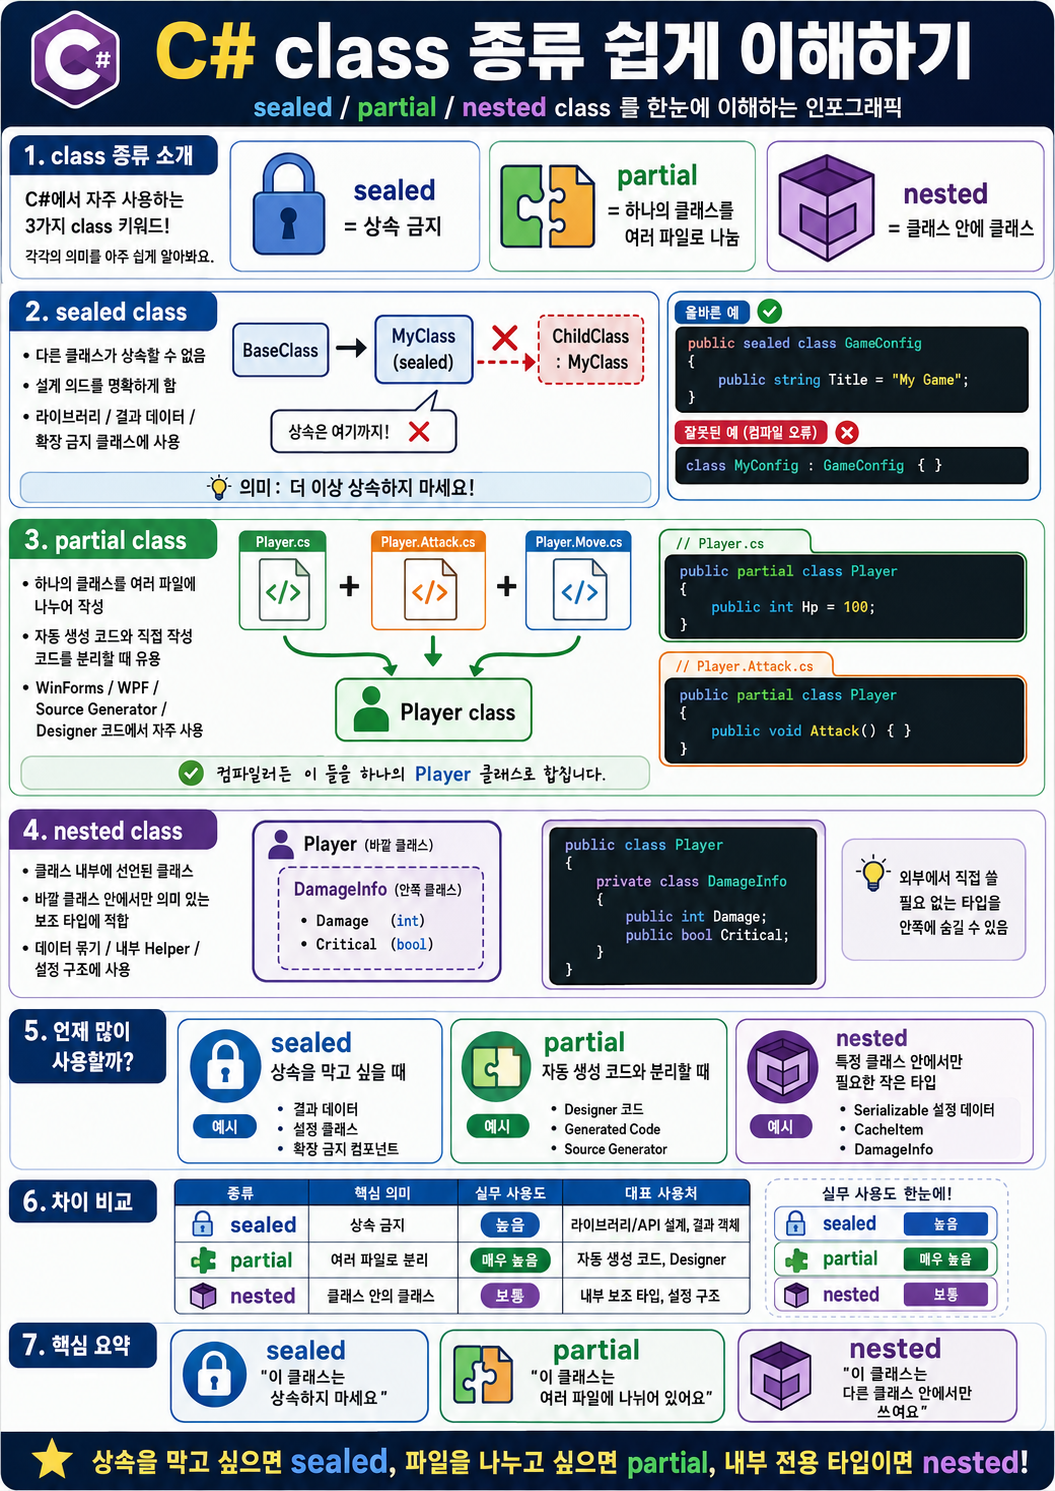 C#
C# class 종류 쉽게 이해하기
sealed / partial / nested class 를 한눈에 이해하는 인포그래픽
1. class 종류 소개
C#에서 자주 사용하는
3가지 class 키워드!
각각의 의미를 아주 쉽게 알아봐요.
sealed
= 상속 금지
partial
= 하나의 클래스를
여러 파일로 나눔
nested
= 클래스 안에 클래스
2. sealed class
• 다른 클래스가 상속할 수 없음
• 설계 의드를 명확하게 함
• 라이브러리 / 결과 데이터 /
확장 금지 클래스에 사용
BaseClass
MyClass
(sealed)
ChildClass
: MyClass
상속은 여기까지!
의미 : 더 이상 상속하지 마세요!
올바른 예
public sealed class GameConfig
{
public string Title = "My Game";
}
잘못된 예 (컴파일 오류)
class MyConfig : GameConfig { }
3. partial class
• 하나의 클래스를 여러 파일에
나누어 작성
• 자동 생성 코드와 직접 작성
코드를 분리할 때 유용
• WinForms / WPF /
Source Generator /
Designer 코드에서 자주 사용
Player.cs
</>
+
Player.Attack.cs
</>
+
Player.Move.cs
</>
Player class
컴파일러든 이 들을 하나의 Player 클래스로 합칩니다.
// Player.cs
public partial class Player
{
public int Hp = 100;
}
// Player.Attack.cs
public partial class Player
{
public void Attack() { }
}
4. nested class
• 클래스 내부에 선언된 클래스
• 바깥 클래스 안에서만 의미 있는
보조 타입에 적합
• 데이터 묶기 / 내부 Helper /
설정 구조에 사용
Player (바깥 클래스)
DamageInfo (안쪽 클래스)
• Damage (int)
• Critical (bool)
public class Player
{
private class DamageInfo
{
public int Damage;
public bool Critical;
}
}
외부에서 직접 쓸
필요 없는 타입을
안쪽에 숨길 수 있음
5. 언제 많이
사용할까?
sealed
상속을 막고 싶을 때
예시
• 결과 데이터
• 설정 클래스
• 확장 금지 컴포넌트
partial
자동 생성 코드와 분리할 때
예시
• Designer 코드
• Generated Code
• Source Generator
nested
특정 클래스 안에서만
필요한 작은 타입
예시
• Serializable 설정 데이터
• CacheItem
• DamageInfo
6. 차이 비교
종류 핵심 의미 실무 사용도 대표 사용처
sealed 상속 금지 높음 라이브러리/API 설계, 결과 객체
partial 여러 파일로 분리 매우 높음 자동 생성 코드, Designer
nested 클래스 안의 클래스 보통 내부 보조 타입, 설정 구조
실무 사용도 한눈에!
sealed 높음
partial 매우 높음
nested 보통
7. 핵심 요약
sealed
"이 클래스는
상속하지 마세요"
partial
"이 클래스는
여러 파일에 나뉘어 있어요"
nested
"이 클래스는
다른 클래스 안에서만
쓰여요"
상속을 막고 싶으면 sealed, 파일을 나누고 싶으면 partial, 내부 전용 타입이면 nested!